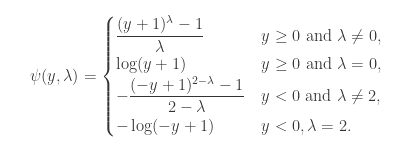 ψ(y, λ) = { ((y + 1)^λ − 1)/λ   y ≥ 0 and λ ≠ 0,
log(y + 1)   y ≥ 0 and λ = 0,
−((−y + 1)^{2−λ} − 1)/(2 − λ)   y < 0 and λ ≠ 2,
− log(−y + 1)   y < 0, λ = 2.